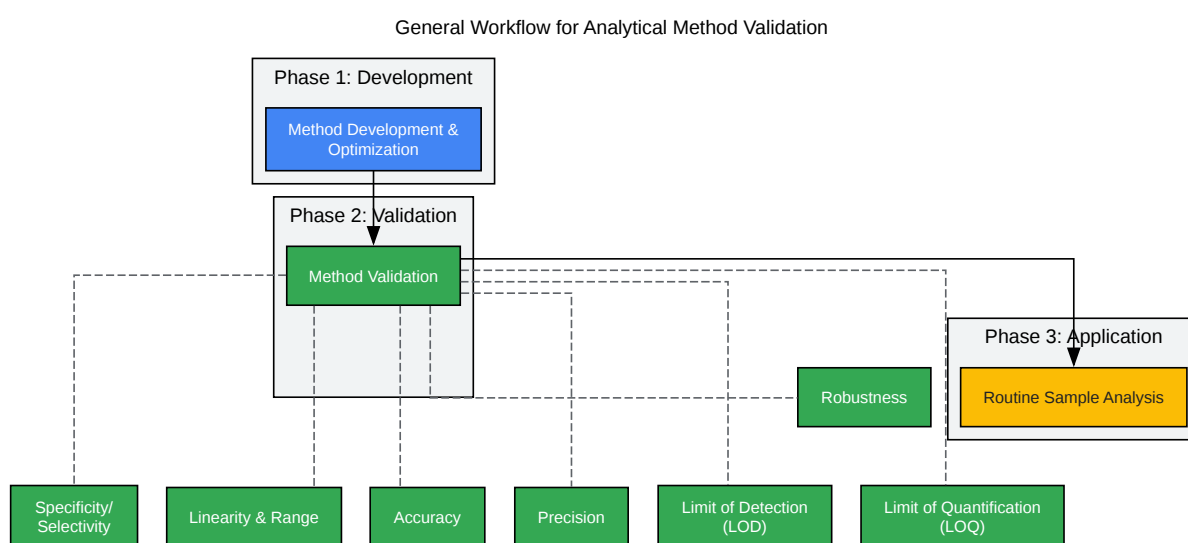 General Workflow for Analytical Method Validation
Phase 1: Development
Method Development &
Optimization
Phase 2: Validation
Method Validation
Phase 3: Application
Robustness
Routine Sample Analysis
Specificity/
Selectivity
Linearity & Range
Accuracy
Precision
Limit of Detection
(LOD)
Limit of Quantification
(LOQ)